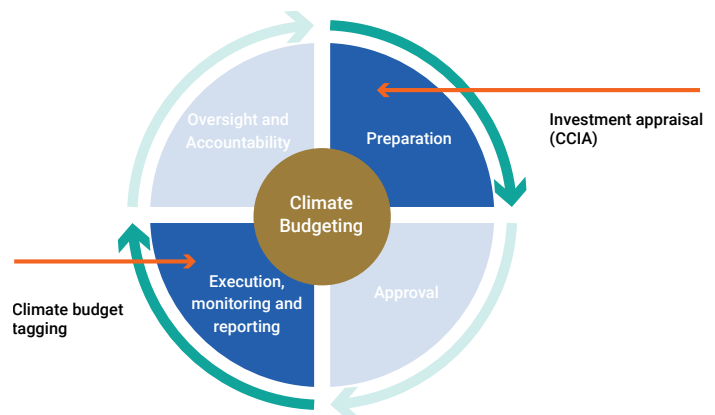 Oversight and
Accountability
Preparation
Investment appraisal
(CCIA)
Climate
Budgeting
Execution,
monitoring and
reporting
Approval
Climate budget
tagging